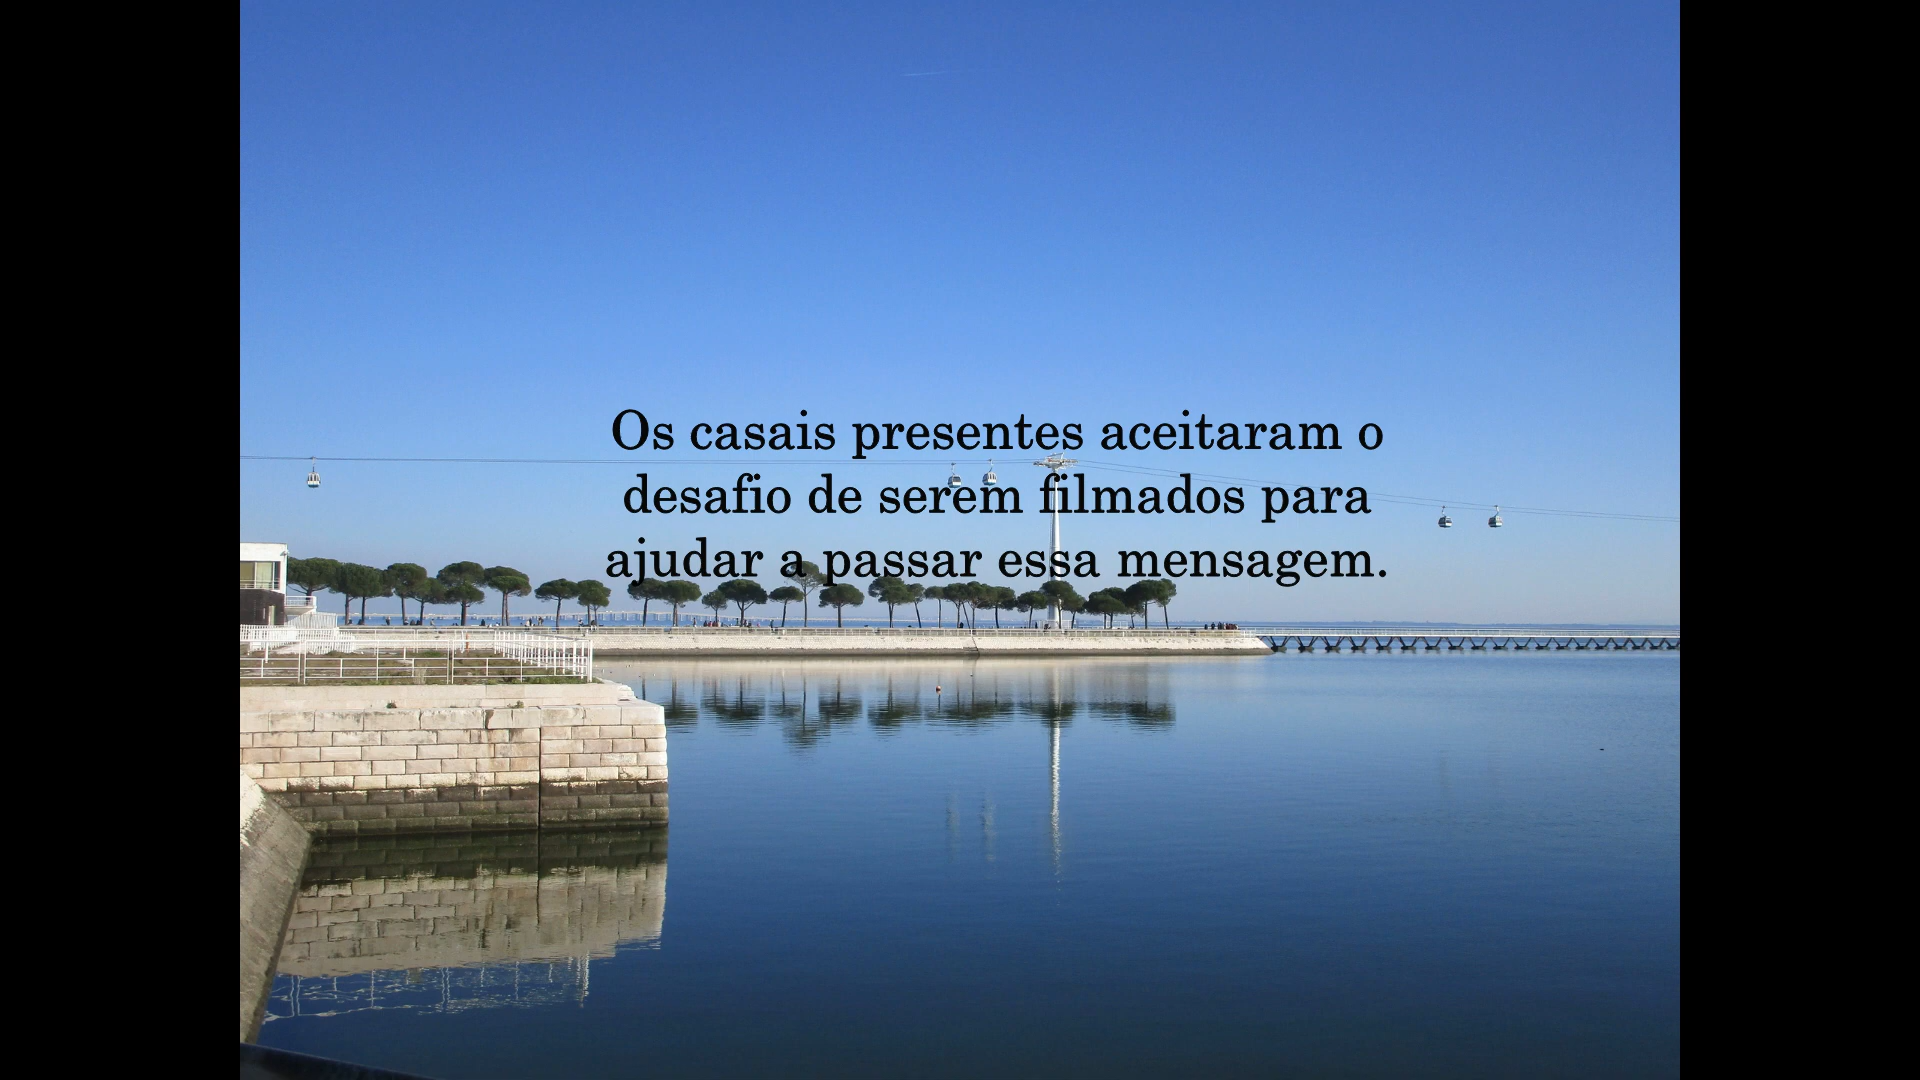 Os casais presentes aceitaram o
desafio de serem filmados para
ajudar a passar essa mensagem.